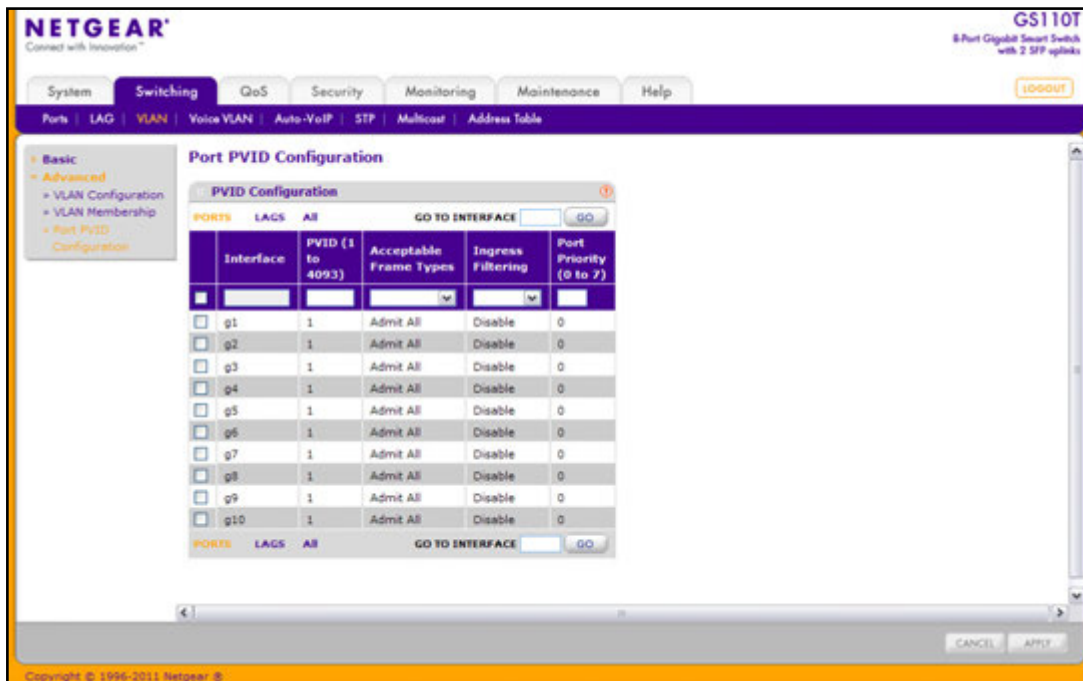 NETGEAR®
Connect with Innovation™
GS110T
8-Port Gigabit Smart Switch
with 2 SFP uplinks
System Switching QoS Security Monitoring Maintenance Help LOGOUT
Ports | LAG | VLAN | Voice VLAN | Auto-VoIP | STP | Multicast | Address Table
Basic
Advanced
» VLAN Configuration
» VLAN Membership
» Port PVID
Configuration
Port PVID Configuration
PVID Configuration
PORTS LAGS All GO TO INTERFACE GO
Interface PVID (1 to 4093) Acceptable Frame Types Ingress Filtering Port Priority (0 to 7)
g1 1 Admit All Disable 0
g2 1 Admit All Disable 0
g3 1 Admit All Disable 0
g4 1 Admit All Disable 0
g5 1 Admit All Disable 0
g6 1 Admit All Disable 0
g7 1 Admit All Disable 0
g8 1 Admit All Disable 0
g9 1 Admit All Disable 0
g10 1 Admit All Disable 0
PORTS LAGS All GO TO INTERFACE GO
CANCEL APPLY
Copyright © 1996-2011 Netgear ®